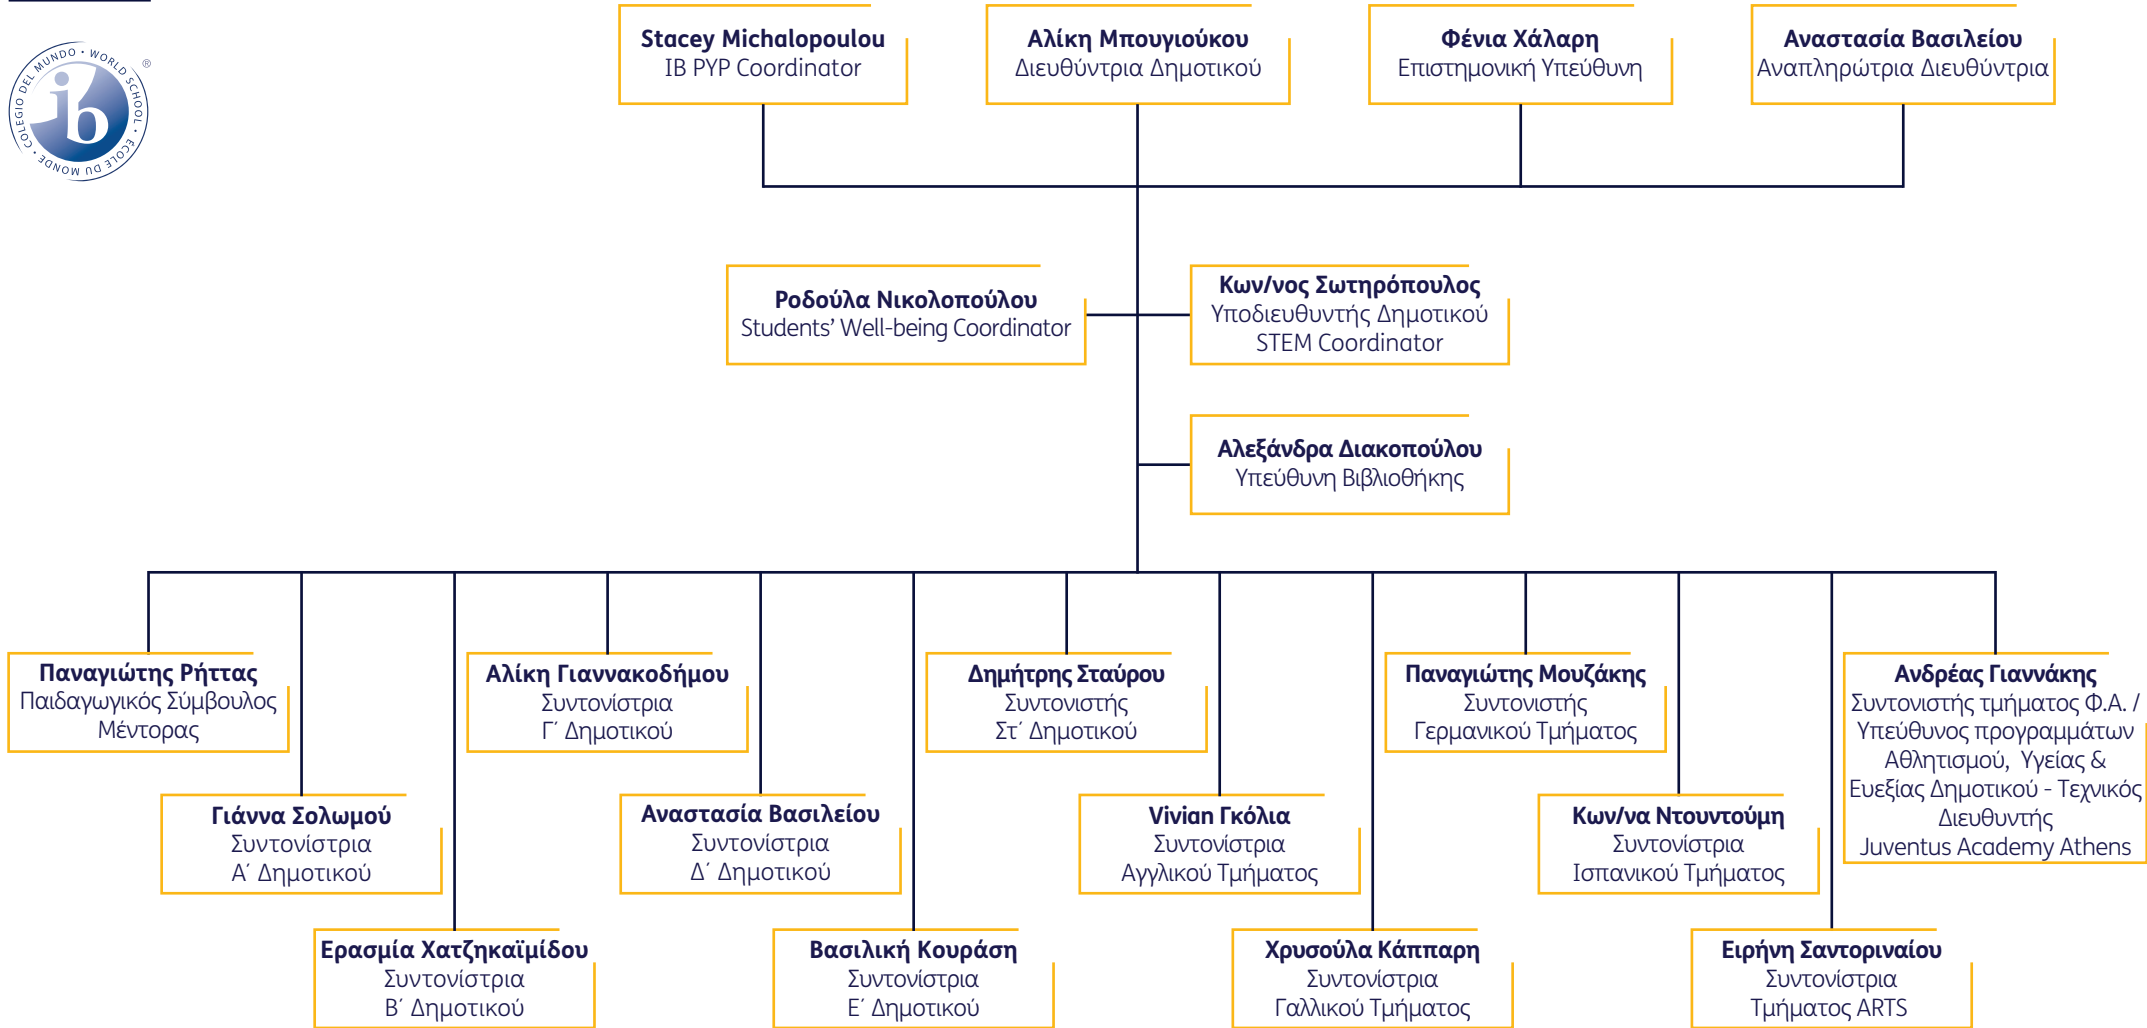 COLEGIO DEL MUNDO · WORLD SCHOOL · ECOLE DU MONDE ·
ib
®
Stacey Michalopoulou
IB PYP Coordinator
Αλίκη Μπουγιούκου
Διευθύντρια Δημοτικού
Φένια Χάλαρη
Επιστημονική Υπεύθυνη
Αναστασία Βασιλείου
Αναπληρώτρια Διευθύντρια
Ροδούλα Νικολοπούλου
Students’ Well-being Coordinator
Κων/νος Σωτηρόπουλος
Υποδιευθυντής Δημοτικού
STEM Coordinator
Αλεξάνδρα Διακοπούλου
Υπεύθυνη Βιβλιοθήκης
Παναγιώτης Ρήττας
Παιδαγωγικός Σύμβουλος
Μέντορας
Αλίκη Γιαννακοδήμου
Συντονίστρια
Γ΄ Δημοτικού
Δημήτρης Σταύρου
Συντονιστής
Στ΄ Δημοτικού
Παναγιώτης Μουζάκης
Συντονιστής
Γερμανικού Τμήματος
Ανδρέας Γιαννάκης
Συντονιστής τμήματος Φ.Α. /
Υπεύθυνος προγραμμάτων
Αθλητισμού, Υγείας &
Ευεξίας Δημοτικού - Τεχνικός
Διευθυντής
Juventus Academy Athens
Γιάννα Σολωμού
Συντονίστρια
Α΄ Δημοτικού
Αναστασία Βασιλείου
Συντονίστρια
Δ΄ Δημοτικού
Vivian Γκόλια
Συντονίστρια
Αγγλικού Τμήματος
Κων/να Ντουντούμη
Συντονίστρια
Ισπανικού Τμήματος
Ερασμία Χατζηκαϊμίδου
Συντονίστρια
Β΄ Δημοτικού
Βασιλική Κουράση
Συντονίστρια
Ε΄ Δημοτικού
Χρυσούλα Κάππαρη
Συντονίστρια
Γαλλικού Τμήματος
Ειρήνη Σαντοριναίου
Συντονίστρια
Τμήματος ARTS